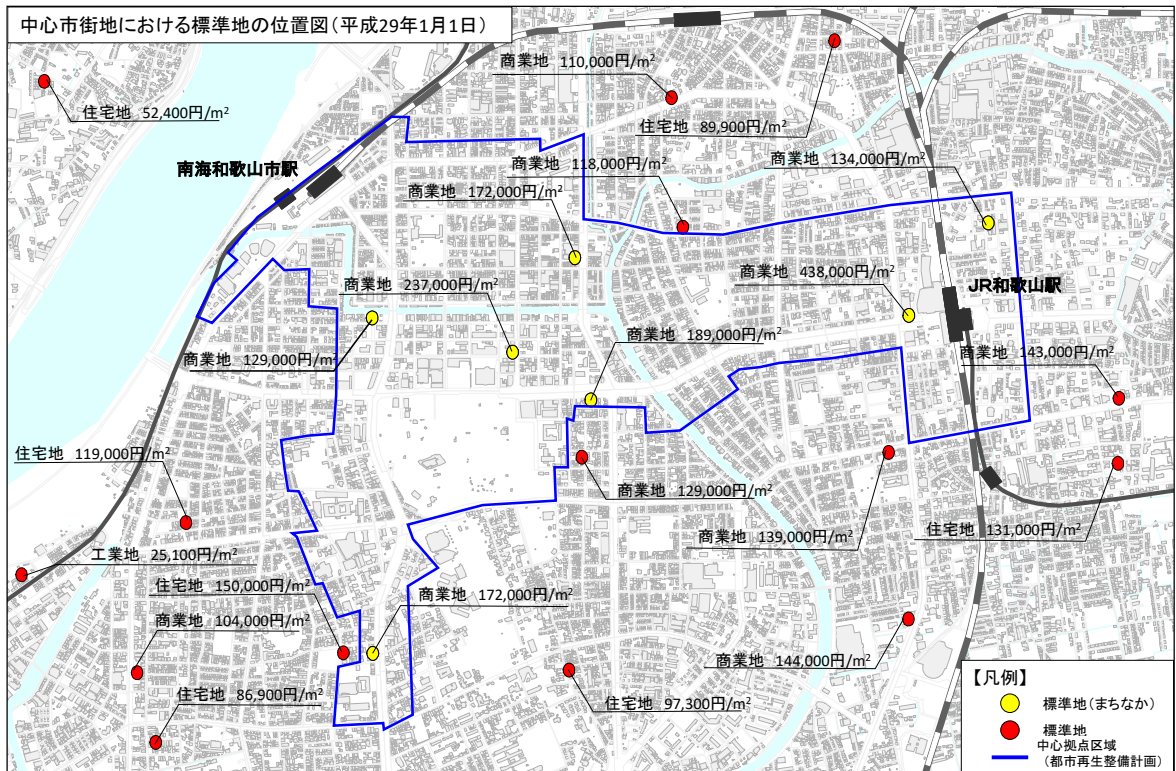 中心市街地における標準地の位置図(平成29年1月1日)
商業地 110,000円/m²
住宅地 52,400円/m²
住宅地 89,900円/m²
南海和歌山市駅
商業地 118,000円/m²
商業地 134,000円/m²
商業地 172,000円/m²
商業地 438,000円/m²
商業地 237,000円/m²
JR和歌山駅
商業地 189,000円/m²
商業地 129,000円/m²
商業地 143,000円/m²
住宅地 119,000円/m²
商業地 129,000円/m²
商業地 139,000円/m²
住宅地 131,000円/m²
工業地 25,100円/m²
住宅地 150,000円/m²
商業地 172,000円/m²
商業地 104,000円/m²
商業地 144,000円/m²
住宅地 86,900円/m²
住宅地 97,300円/m²
【凡例】
標準地(まちなか)
標準地
中心拠点区域
(都市再生整備計画)